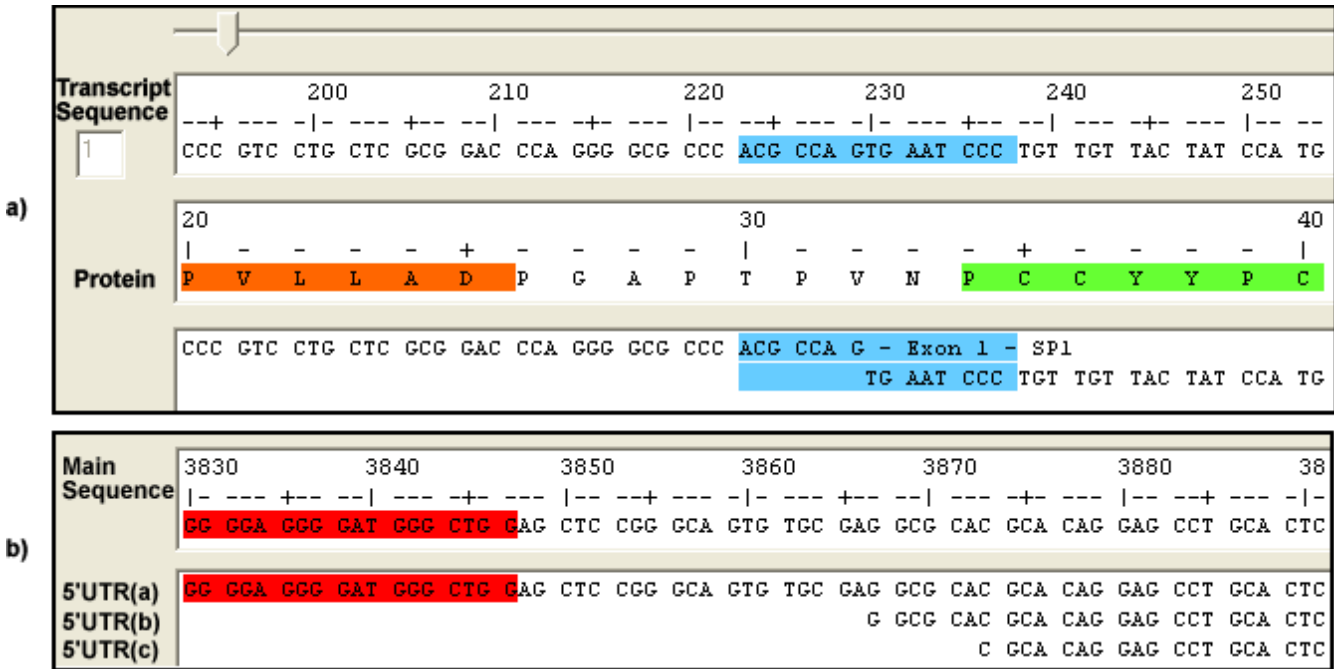 a)
Transcript Sequence
1
200 210 220 230 240 250
--+ --- -|- --- +-- --| --- -+- --- |-- --+ --- -|- --- +-- --| --- -+- --- |-- --
CCC GTC CTG CTC GCG GAC CCA GGG GCG CCC ACG CCA GTG AAT CCC TGT TGT TAC TAT CCA TG
Protein
20 30 40
| - - - - + - - - - | - - - - + - - - - |
P V L L A D P G A P T P V N P C C Y Y P C
CCC GTC CTG CTC GCG GAC CCA GGG GCG CCC ACG CCA G - Exon 1 - SP1
TG AAT CCC TGT TGT TAC TAT CCA TG
b)
Main Sequence
3830 3840 3850 3860 3870 3880 38
|- --- +-- --| --- -+- --- |-- --+ --- -|- --- +-- --| --- -+- --- |-- --+ --- -|-
GG GGA GGG GAT GGG CTG GAG CTC CGG GCA GTG TGC GAG GCG CAC GCA CAG GAG CCT GCA CTC
5'UTR(a) GG GGA GGG GAT GGG CTG GAG CTC CGG GCA GTG TGC GAG GCG CAC GCA CAG GAG CCT GCA CTC
5'UTR(b) G GCG CAC GCA CAG GAG CCT GCA CTC
5'UTR(c) C GCA CAG GAG CCT GCA CTC